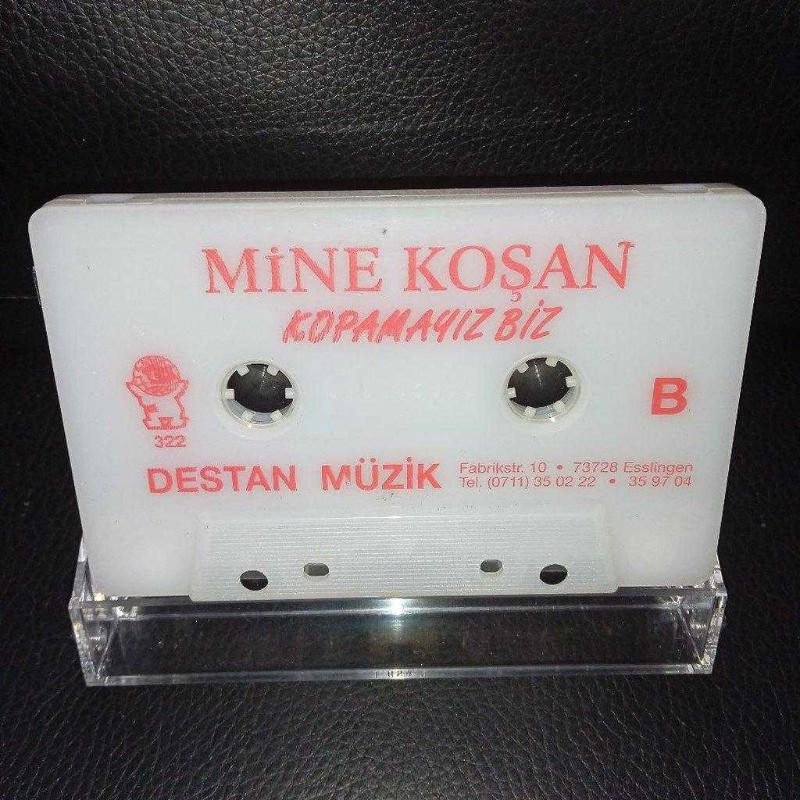 MİNE KOŞAN
KOPAMAYIZ BİZ
B
322
DESTAN MÜZİK
Fabrikstr. 10 • 73728 Esslingen
Tel. (0711) 35 02 22 • 35 97 04